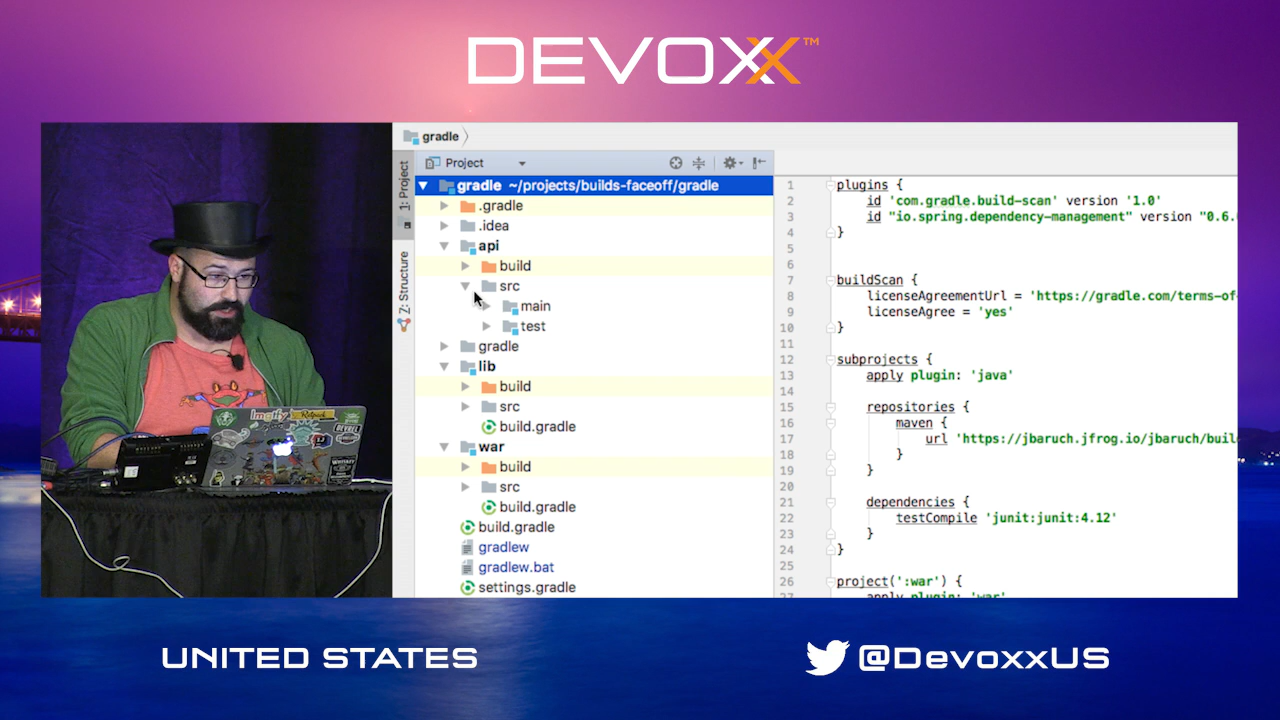 DEVOXX™
gradle
Project
1: Project
Z: Structure
gradle ~/projects/builds-faceoff/gradle
.gradle
.idea
api
build
src
main
test
gradle
lib
build
src
build.gradle
war
build
src
build.gradle
build.gradle
gradlew
gradlew.bat
settings.gradle
1 plugins {
2 id 'com.gradle.build-scan' version '1.0'
3 id "io.spring.dependency-management" version "0.6.
4 }
5
6
7 buildScan {
8 licenseAgreementUrl = 'https://gradle.com/terms-of-
9 licenseAgree = 'yes'
10 }
11
12 subprojects {
13 apply plugin: 'java'
14
15 repositories {
16 maven {
17 url 'https://jbaruch.jfrog.io/jbaruch/buil
18 }
19 }
20
21 dependencies {
22 testCompile 'junit:junit:4.12'
23 }
24 }
25
26 project(':war') {
27 apply plugin: 'war'
UNITED STATES
@DevoxxUS